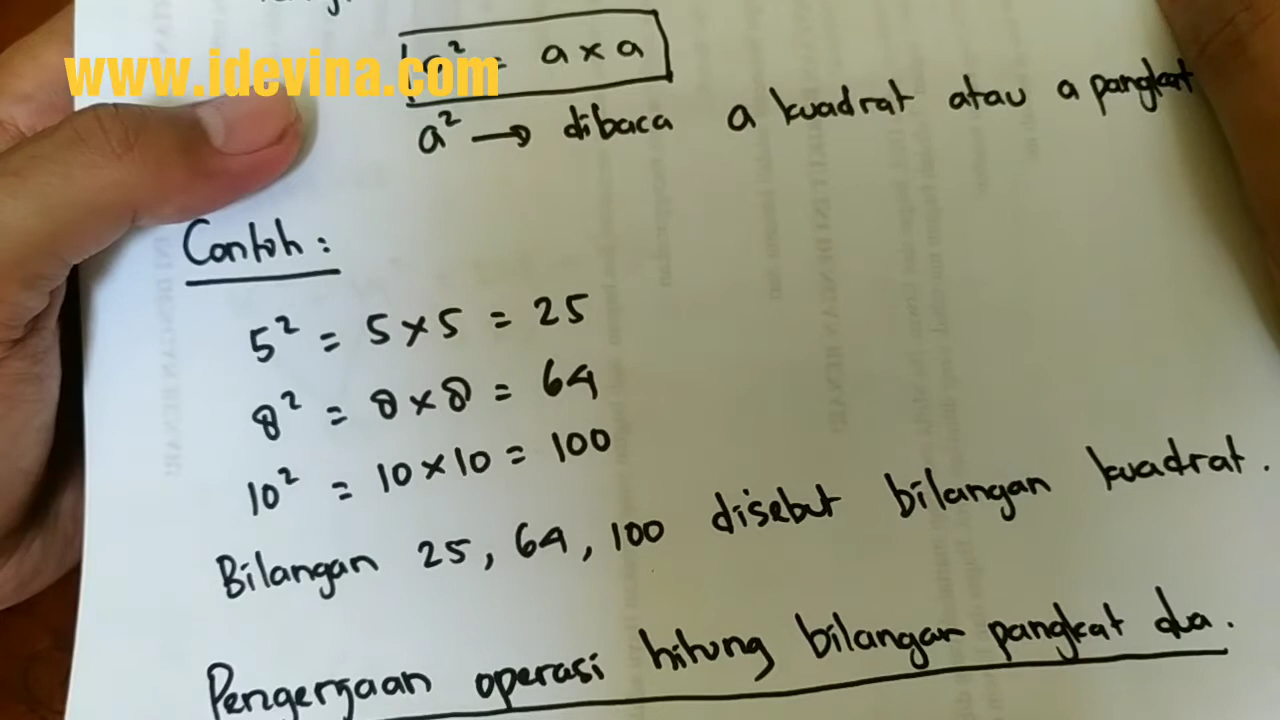 www.idevina.com
a² = a × a
a² → dibaca a kuadrat atau a pangkat
Contoh :
5² = 5 × 5 = 25
8² = 8 × 8 = 64
10² = 10 × 10 = 100
Bilangan 25, 64, 100 disebut bilangan kuadrat.
Pengerjaan operasi hitung bilangan pangkat dua.